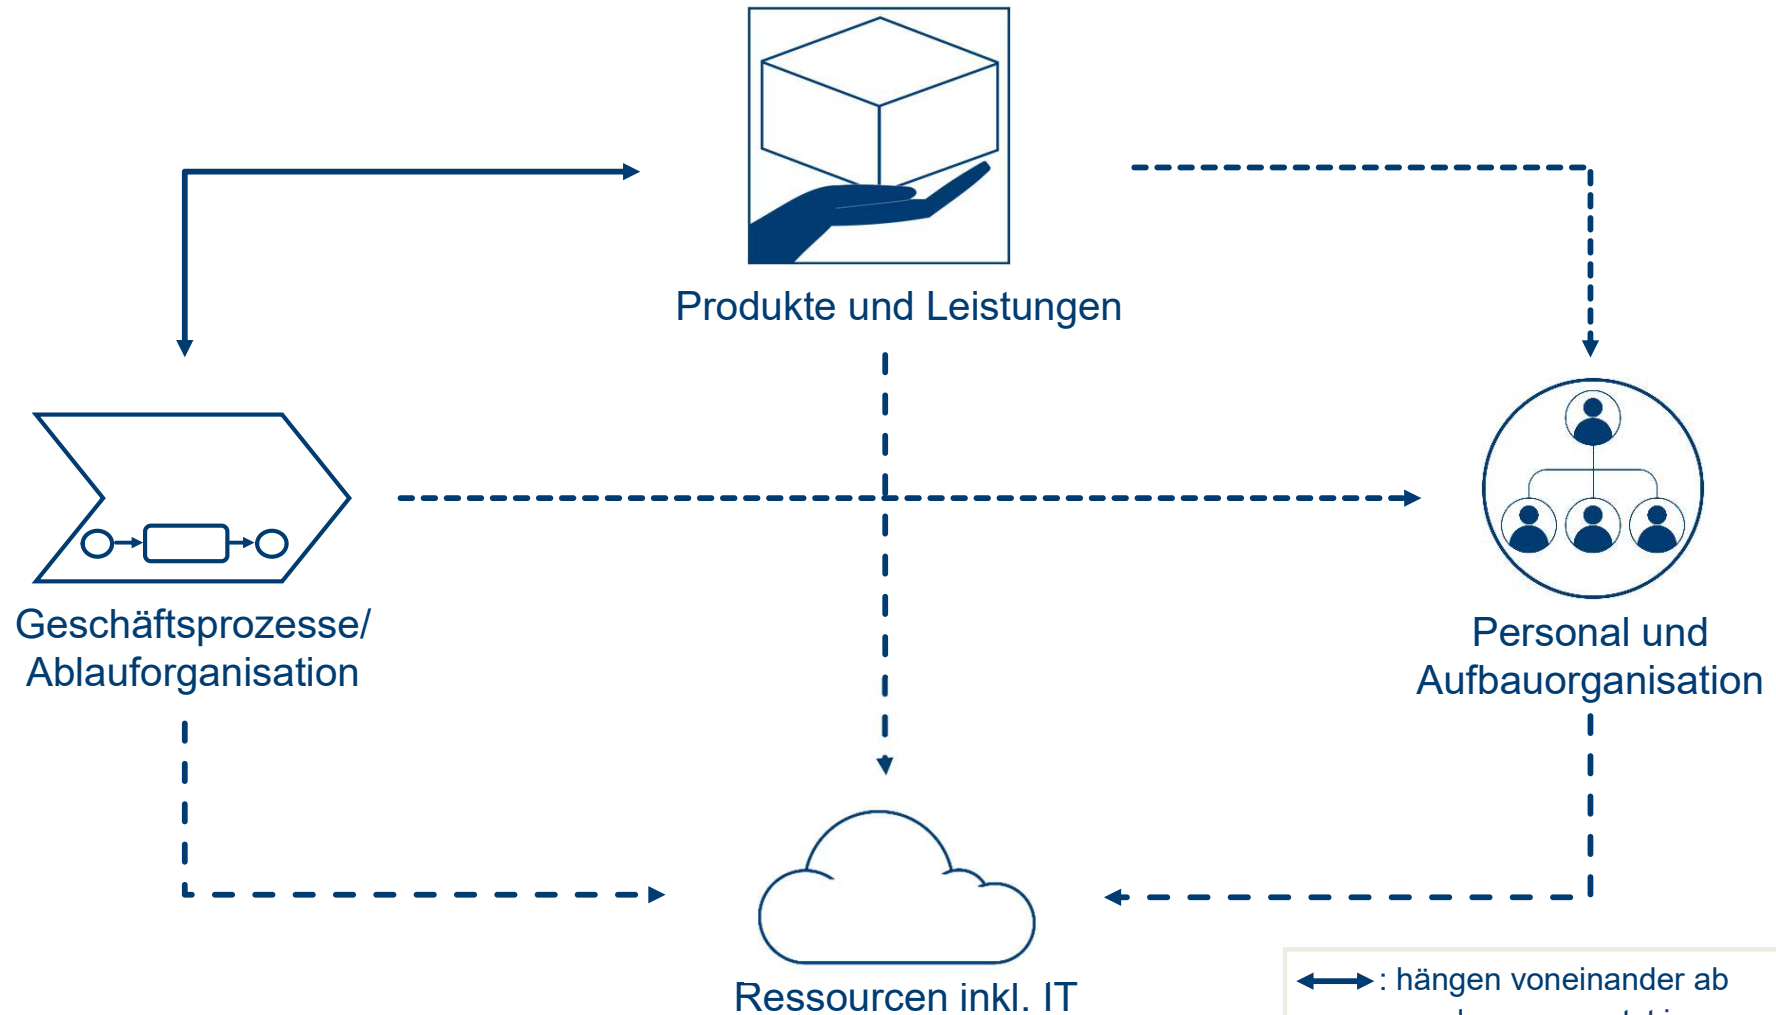 Produkte und Leistungen
Geschäftsprozesse/
Ablauforganisation
Personal und
Aufbauorganisation
Ressourcen inkl. IT
: hängen voneinander ab